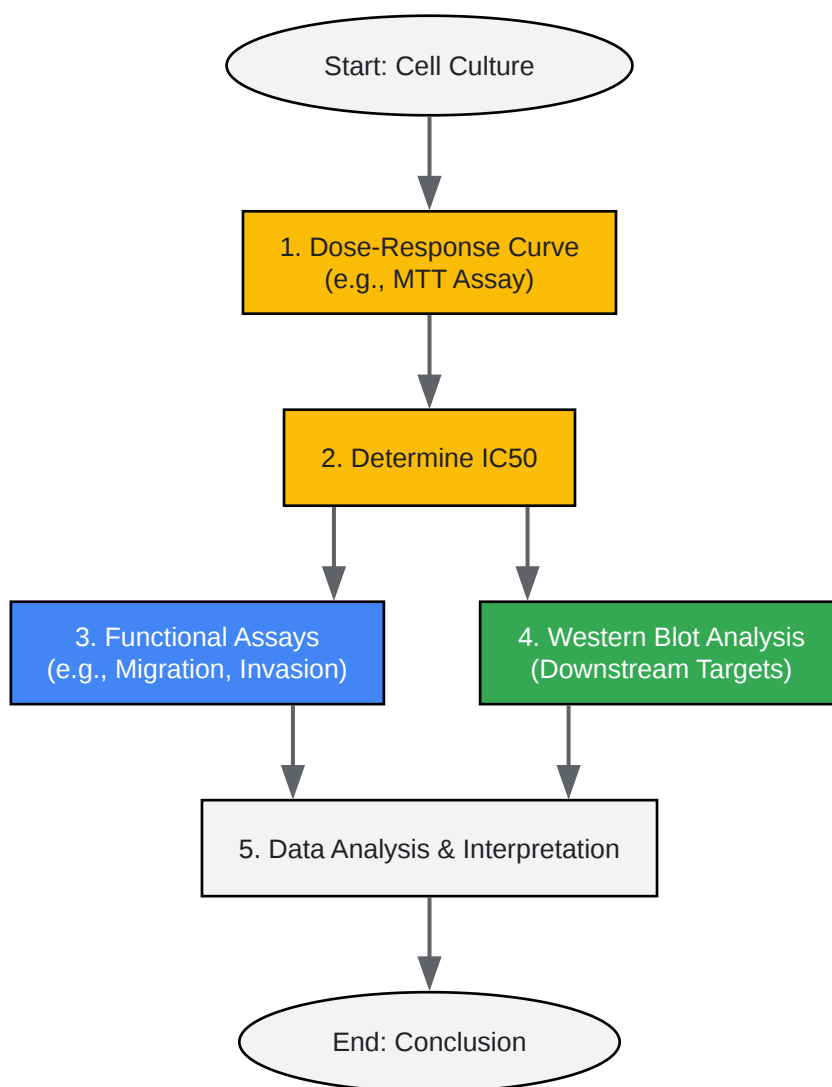 Start: Cell Culture
1. Dose-Response Curve
(e.g., MTT Assay)
2. Determine IC50
3. Functional Assays
(e.g., Migration, Invasion)
4. Western Blot Analysis
(Downstream Targets)
5. Data Analysis & Interpretation
End: Conclusion